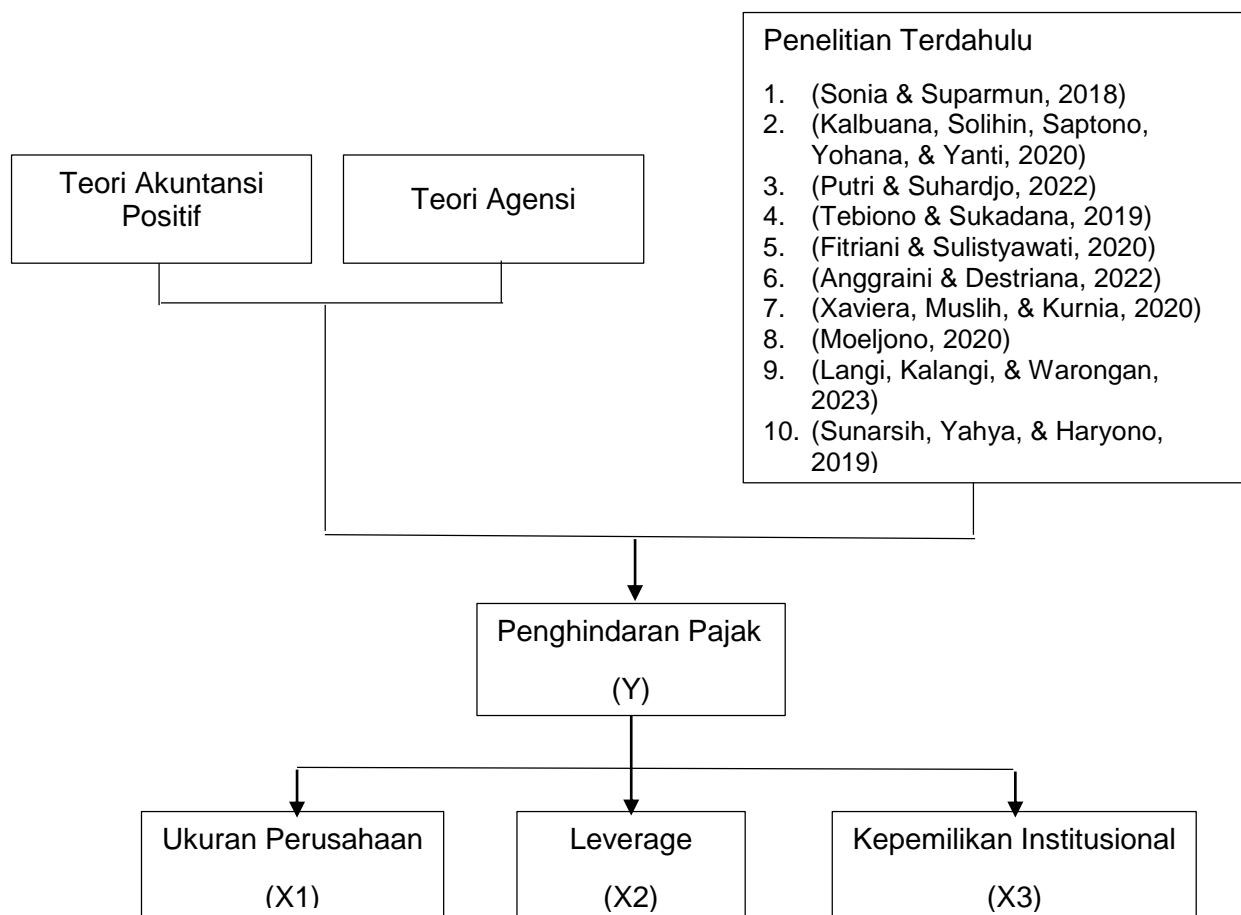 Penelitian Terdahulu
1. (Sonia & Suparmun, 2018)
2. (Kalbuana, Solihin, Saptono,
Yohana, & Yanti, 2020)
3. (Putri & Suhardjo, 2022)
4. (Tebiono & Sukadana, 2019)
5. (Fitriani & Sulistyawati, 2020)
6. (Anggraini & Destriana, 2022)
7. (Xaviera, Muslih, & Kurnia, 2020)
8. (Moeljono, 2020)
9. (Langi, Kalangi, & Warongan,
2023)
10. (Sunarsih, Yahya, & Haryono,
2019)
Teori Akuntansi
Positif
Teori Agensi
Penghindaran Pajak
(Y)
Ukuran Perusahaan
(X1)
Leverage
(X2)
Kepemilikan Institusional
(X3)